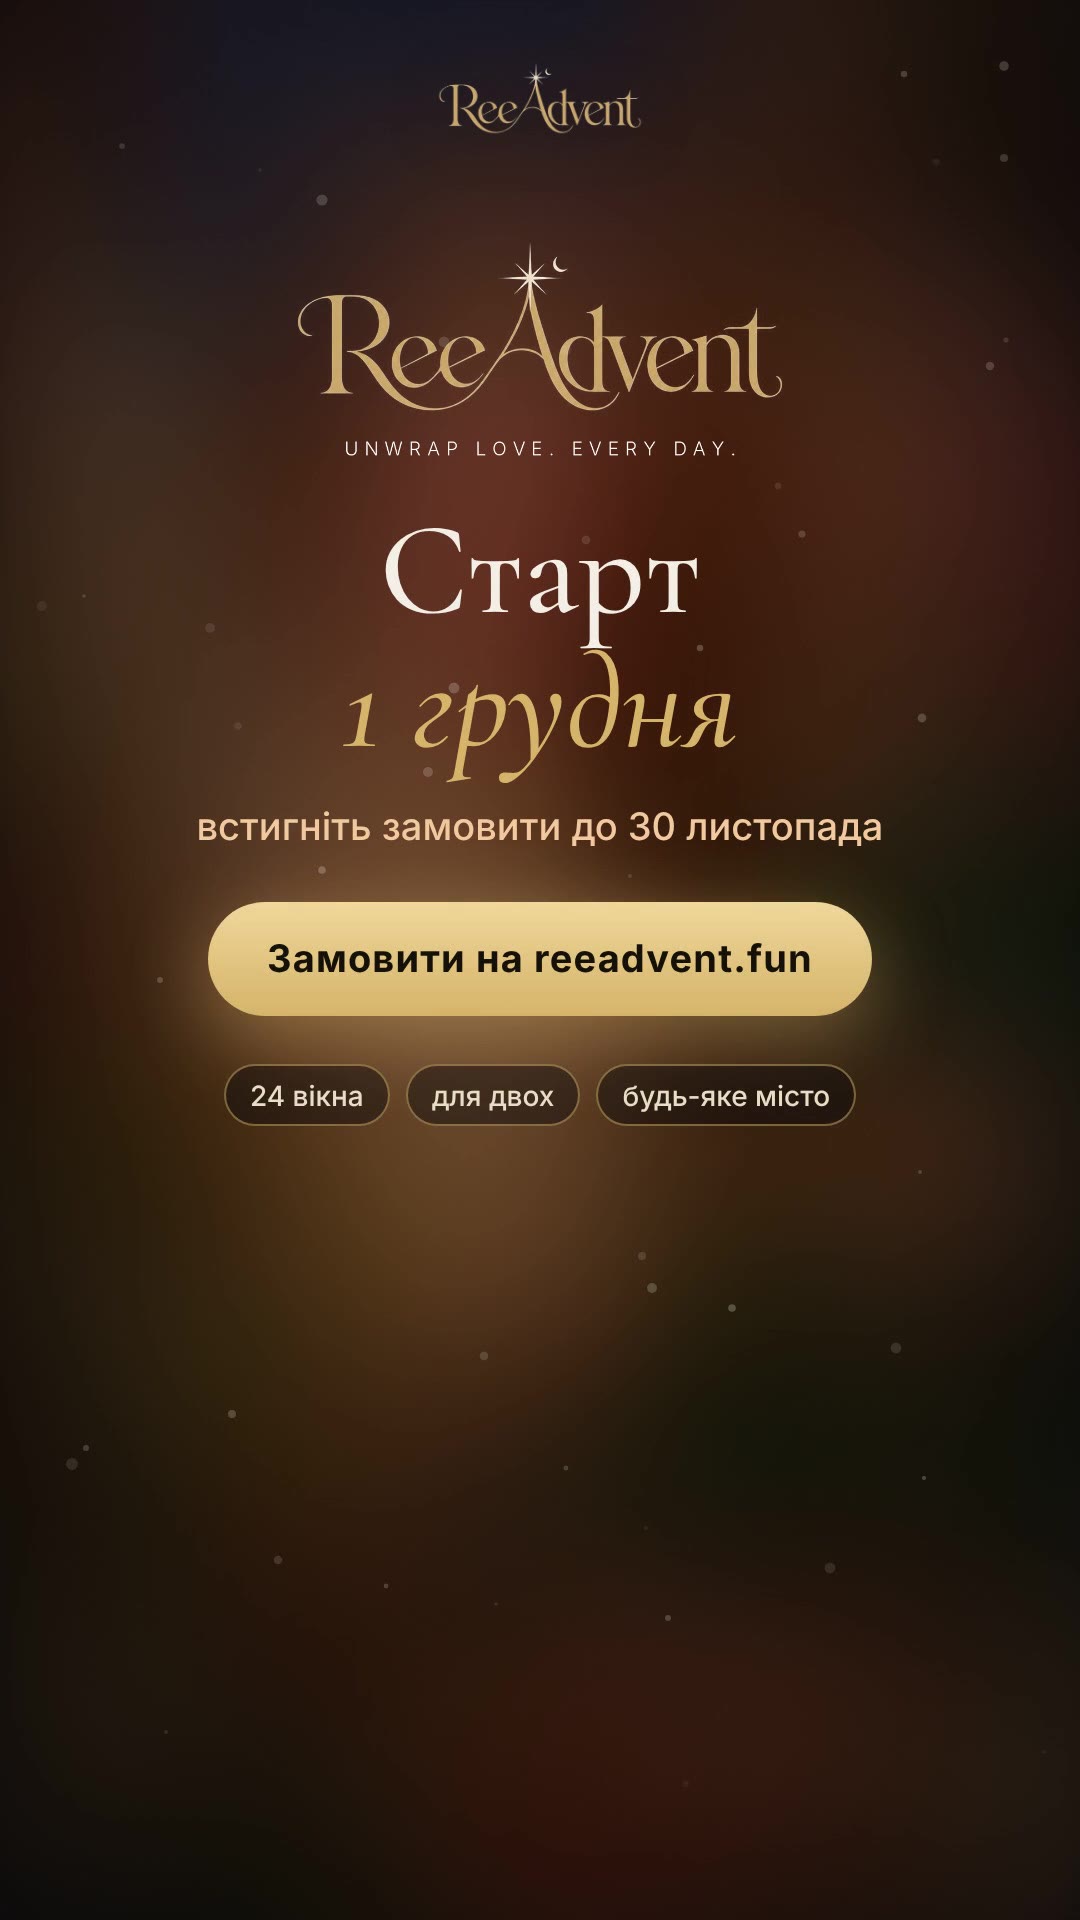 ReeAdvent
ReeAdvent
UNWRAP LOVE. EVERY DAY.
Старт
1 грудня
встигніть замовити до 30 листопада
Замовити на reeadvent.fun
24 вікна
для двох
будь-яке місто